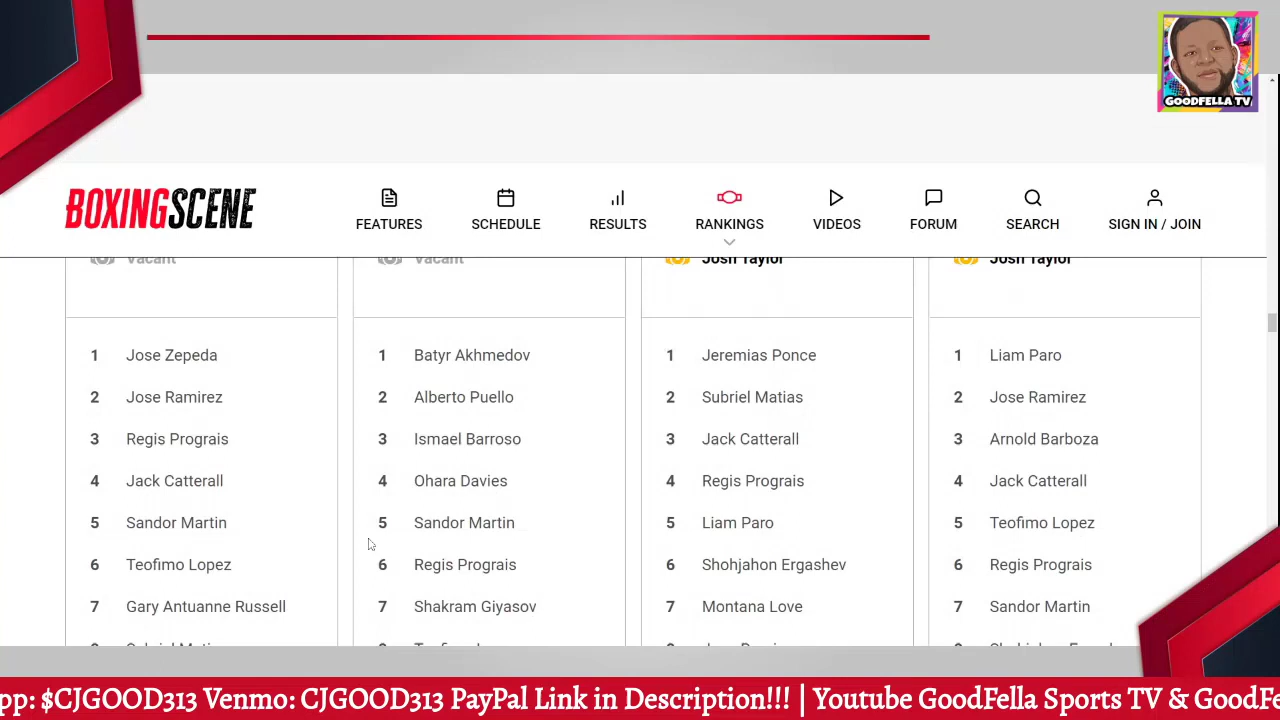 GOODFELLA TV
BOXINGSCENE
FEATURES
SCHEDULE
RESULTS
RANKINGS
VIDEOS
FORUM
SEARCH
SIGN IN / JOIN
Vacant
1 Jose Zepeda
2 Jose Ramirez
3 Regis Prograis
4 Jack Catterall
5 Sandor Martin
6 Teofimo Lopez
7 Gary Antuanne Russell
Vacant
1 Batyr Akhmedov
2 Alberto Puello
3 Ismael Barroso
4 Ohara Davies
5 Sandor Martin
6 Regis Prograis
7 Shakram Giyasov
Josh Taylor
1 Jeremias Ponce
2 Subriel Matias
3 Jack Catterall
4 Regis Prograis
5 Liam Paro
6 Shohjahon Ergashev
7 Montana Love
Josh Taylor
1 Liam Paro
2 Jose Ramirez
3 Arnold Barboza
4 Jack Catterall
5 Teofimo Lopez
6 Regis Prograis
7 Sandor Martin
pp: $CJGOOD313 Venmo: CJGOOD313 PayPal Link in Description!!! | Youtube GoodFella Sports TV & GoodFe